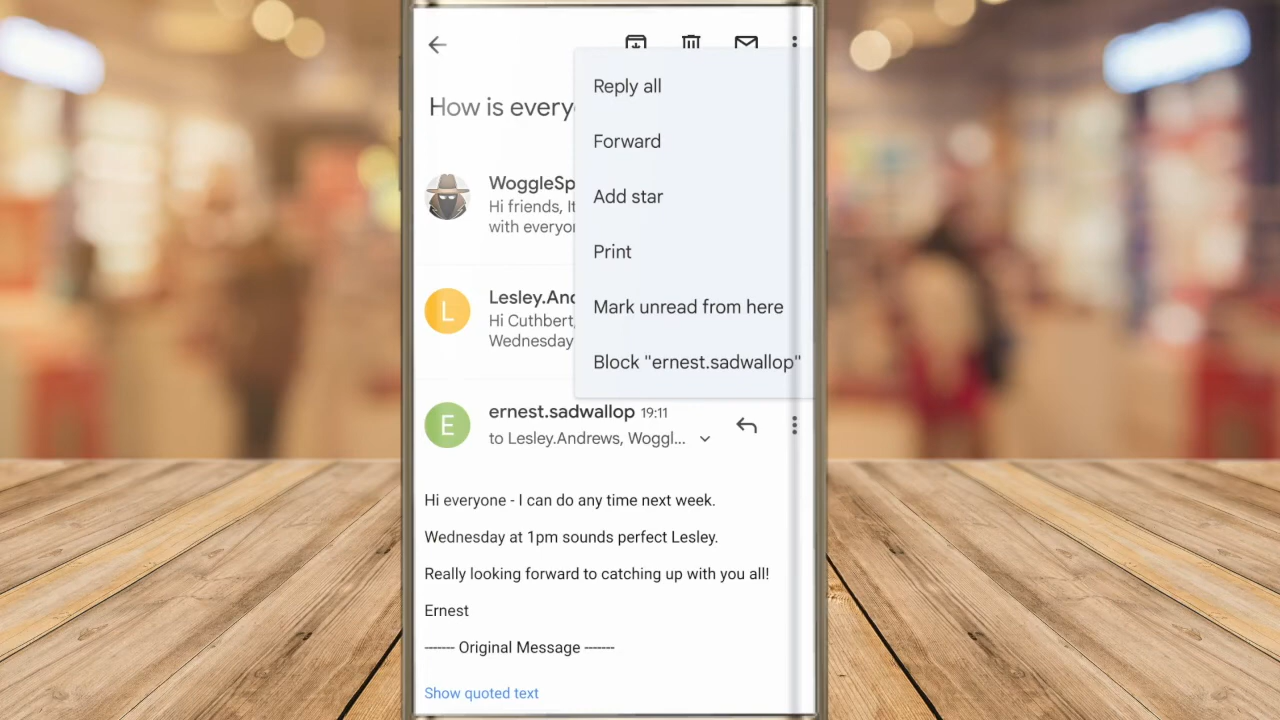 How is every
Reply all
Forward
Add star
Print
Mark unread from here
Block "ernest.sadwallop"
WoggleSp
Hi friends, It
with everyon
L
Lesley.And
Hi Cuthbert,
Wednesday
E
ernest.sadwallop 19:11
to Lesley.Andrews, Woggl...
Hi everyone - I can do any time next week.
Wednesday at 1pm sounds perfect Lesley.
Really looking forward to catching up with you all!
Ernest
------- Original Message -------
Show quoted text